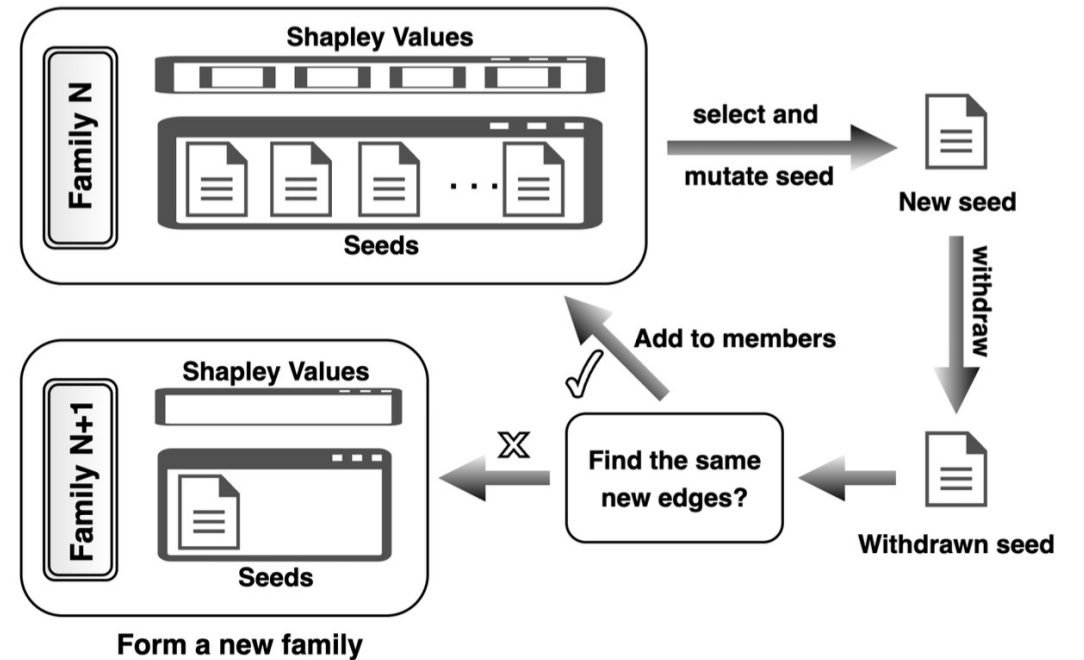 Family N
Shapley Values
Seeds
select and
mutate seed
New seed
withdraw
Withdrawn seed
Find the same
new edges?
Add to members
X
Family N+1
Shapley Values
Seeds
Form a new family